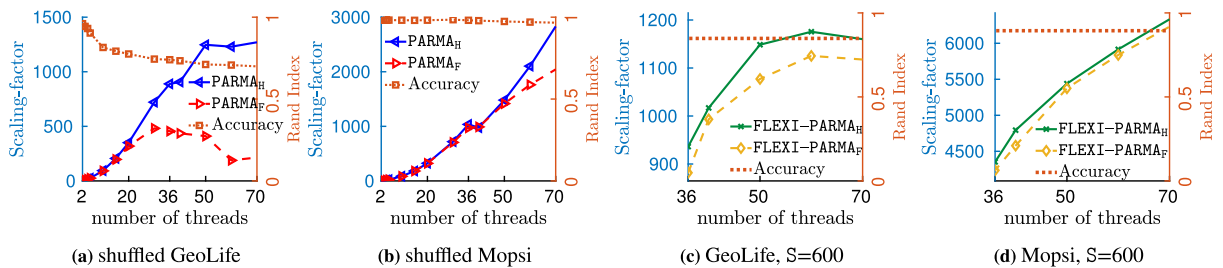 1500
1000
500
0
Scaling-factor
1
0.5
0
Rand Index
PARMA_H
PARMA_F
Accuracy
2 20 36 50 70
number of threads
(a) shuffled GeoLife
3000
2000
1000
0
Scaling-factor
1
0.5
0
Rand Index
PARMA_H
PARMA_F
Accuracy
2 20 36 50 70
number of threads
(b) shuffled Mopsi
1200
1100
1000
900
Scaling-factor
1
0.5
0
Rand Index
FLEXI-PARMA_H
FLEXI-PARMA_F
Accuracy
36 50 70
number of threads
(c) GeoLife, S=600
6000
5500
5000
4500
Scaling-factor
1
0.5
0
Rand Index
FLEXI-PARMA_H
FLEXI-PARMA_F
Accuracy
36 50 70
number of threads
(d) Mopsi, S=600